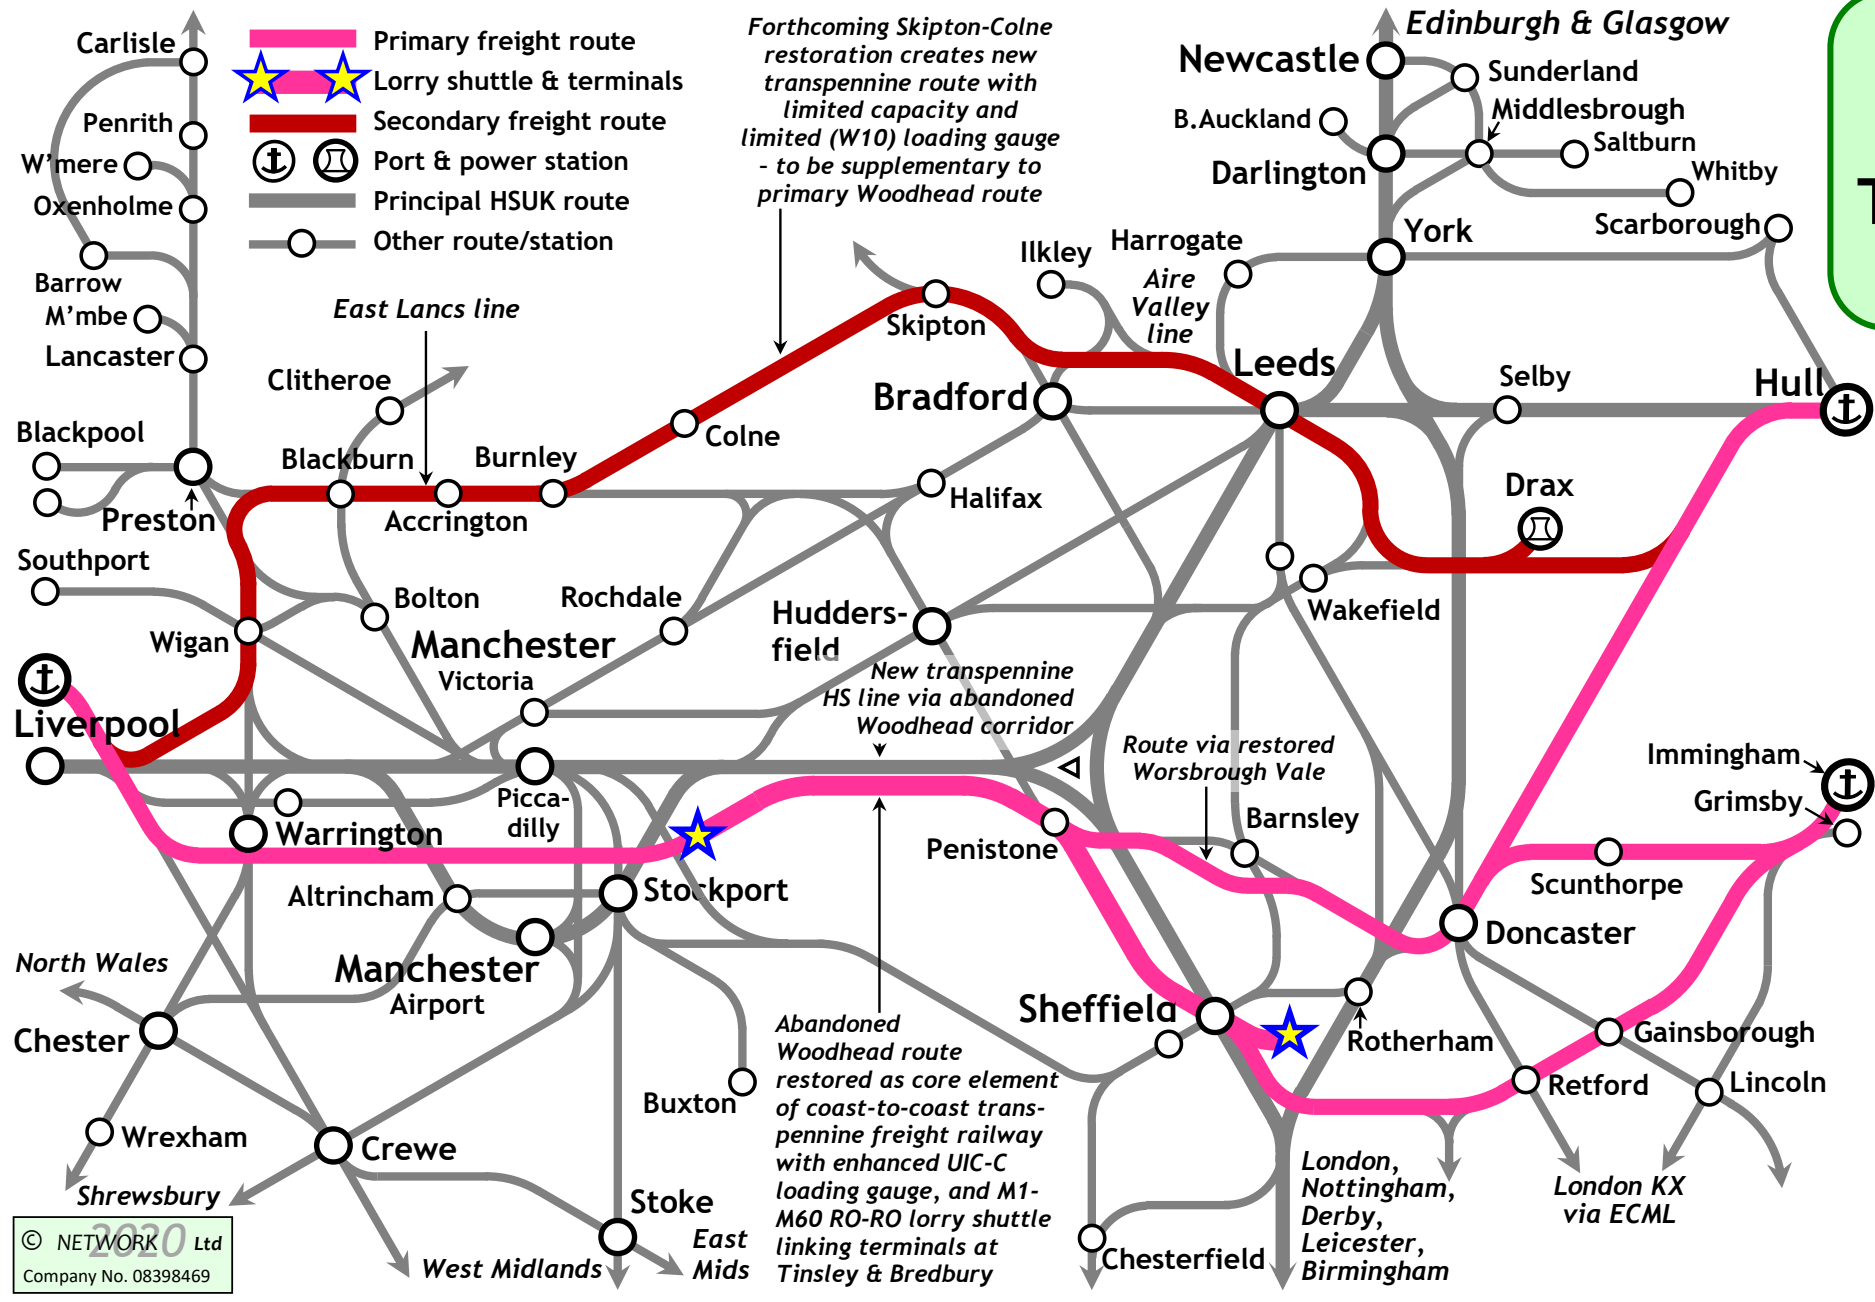 Carlisle
Penrith
W'mere
Oxenholme
Barrow
M'mbe
Lancaster
Primary freight route
Lorry shuttle & terminals
Secondary freight route
Port & power station
Principal HSUK route
Other route/station
Forthcoming Skipton-Colne
restoration creates new
transpennine route with
limited capacity and
limited (W10) loading gauge
- to be supplementary to
primary Woodhead route
Edinburgh & Glasgow
Newcastle
Sunderland
B.Auckland
Middlesbrough
Saltburn
Darlington
Whitby
York
Scarborough
T
Ilkley
Harrogate
Aire
Valley
line
East Lancs line
Skipton
Leeds
Clitheroe
Bradford
Selby
Hull
Blackpool
Colne
Blackburn
Burnley
Halifax
Drax
Preston
Accrington
Southport
Bolton
Rochdale
Hudders-
field
Wakefield
Wigan
Manchester
Victoria
New transpennine
HS line via abandoned
Woodhead corridor
Liverpool
Route via restored
Worsbrough Vale
Immingham
Grimsby
Picca-
dilly
Warrington
Penistone
Barnsley
Altrincham
Stockport
Scunthorpe
Doncaster
North Wales
Manchester
Airport
Sheffield
Chester
Abandoned
Woodhead route
restored as core element
of coast-to-coast trans-
pennine freight railway
with enhanced UIC-C
loading gauge, and M1-
M60 RO-RO lorry shuttle
linking terminals at
Tinsley & Bredbury
Rotherham
Gainsborough
Retford
Lincoln
Buxton
Wrexham
Crewe
Shrewsbury
Stoke
East
Mids
West Midlands
Chesterfield
London,
Nottingham,
Derby,
Leicester,
Birmingham
London KX
via ECML
© NETWORK 2020 Ltd
Company No. 08398469